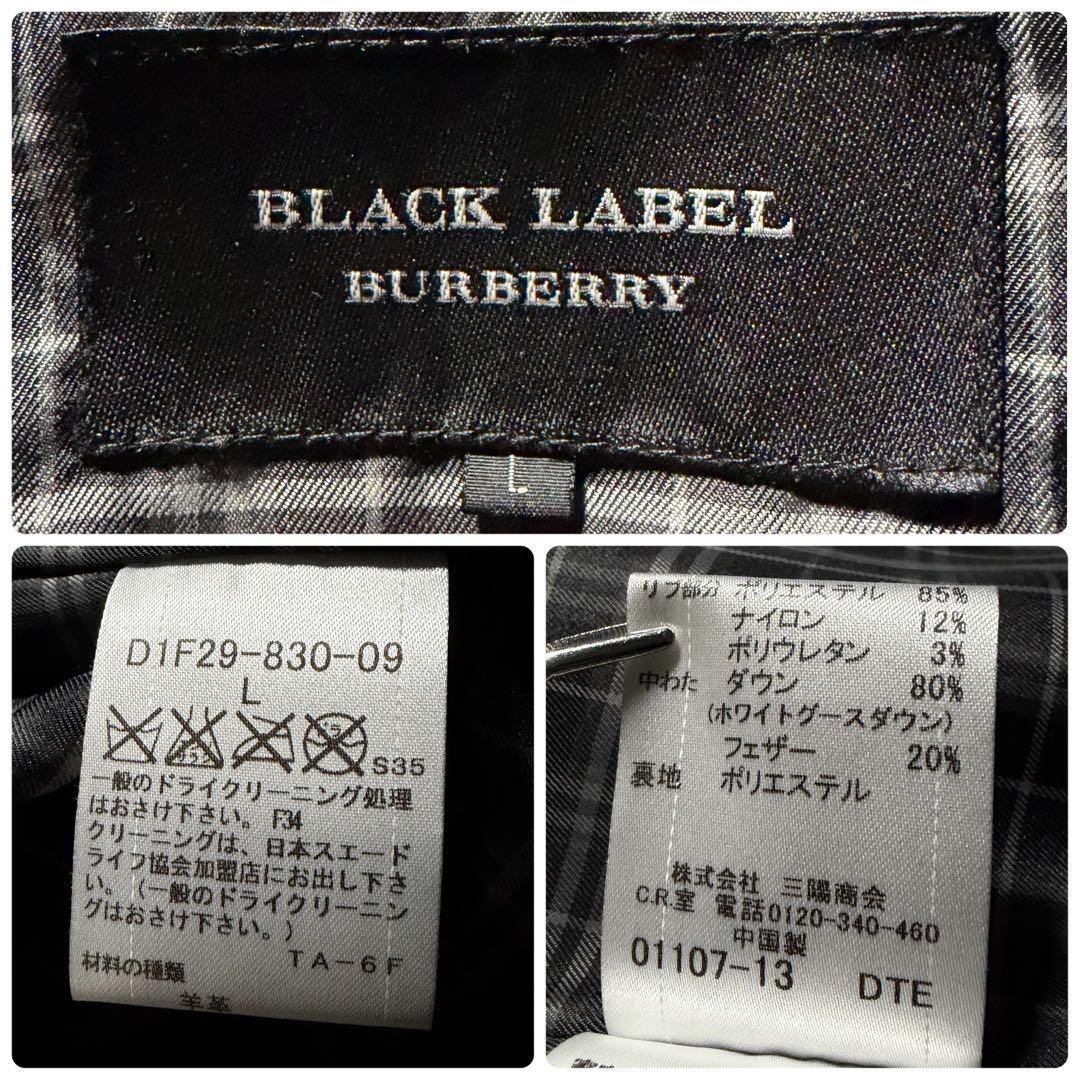 BLACK LABEL
BURBERRY
L
D1F29-830-09
L
ドライ
セキユ系
S35
一般のドライクリーニング処理
はおさけ下さい。 F34
クリーニングは、日本スエード
ライフ協会加盟店にお出し下さ
い。(一般のドライクリーニン
グはおさけ下さい。)
TA-6F
材料の種類
羊革
リブ部分 ポリエステル 85%
ナイロン 12%
ポリウレタン 3%
中わた ダウン 80%
(ホワイトグースダウン)
フェザー 20%
裏地 ポリエステル
株式会社 三陽商会
C.R.室 電話0120-340-460
中国製
01107-13 DTE